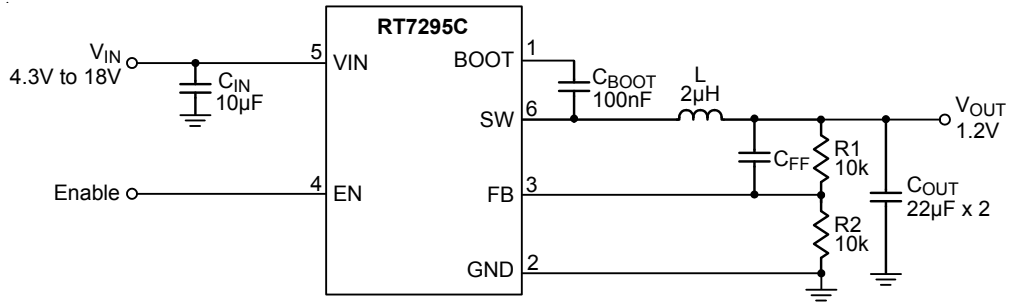 RT7295C
VIN
4.3V to 18V
CIN
10µF
5
VIN
BOOT
1
CBOOT
100nF
6
SW
L
2µH
VOUT
1.2V
CFF
R1
10k
Enable
4
EN
FB
3
COUT
22µF x 2
R2
10k
GND
2